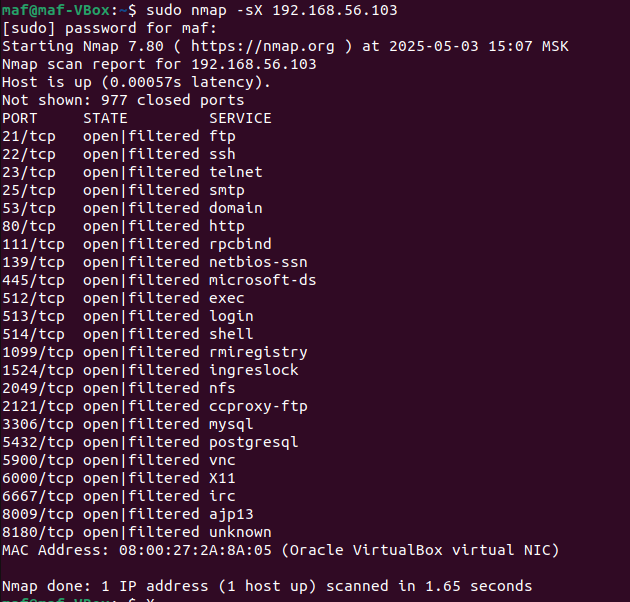 maf@maf-VBox:~$ sudo nmap -sX 192.168.56.103
[sudo] password for maf:
Starting Nmap 7.80 ( https://nmap.org ) at 2025-05-03 15:07 MSK
Nmap scan report for 192.168.56.103
Host is up (0.00057s latency).
Not shown: 977 closed ports
PORT     STATE         SERVICE
21/tcp   open|filtered ftp
22/tcp   open|filtered ssh
23/tcp   open|filtered telnet
25/tcp   open|filtered smtp
53/tcp   open|filtered domain
80/tcp   open|filtered http
111/tcp  open|filtered rpcbind
139/tcp  open|filtered netbios-ssn
445/tcp  open|filtered microsoft-ds
512/tcp  open|filtered exec
513/tcp  open|filtered login
514/tcp  open|filtered shell
1099/tcp open|filtered rmiregistry
1524/tcp open|filtered ingreslock
2049/tcp open|filtered nfs
2121/tcp open|filtered ccproxy-ftp
3306/tcp open|filtered mysql
5432/tcp open|filtered postgresql
5900/tcp open|filtered vnc
6000/tcp open|filtered X11
6667/tcp open|filtered irc
8009/tcp open|filtered ajp13
8180/tcp open|filtered unknown
MAC Address: 08:00:27:2A:8A:05 (Oracle VirtualBox virtual NIC)
Nmap done: 1 IP address (1 host up) scanned in 1.65 seconds